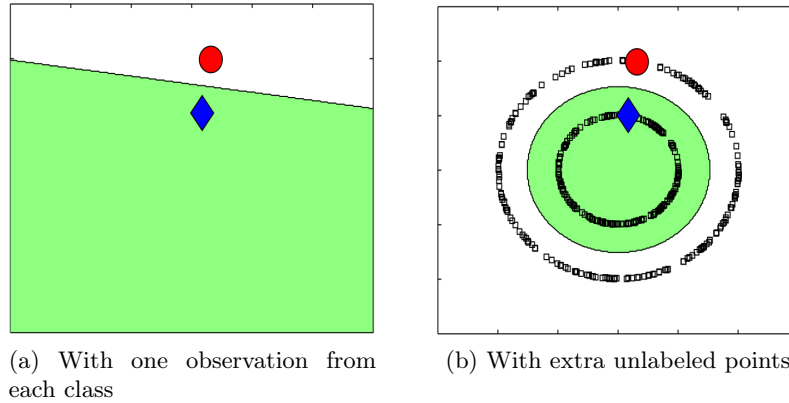 (a) With one observation from
each class
(b) With extra unlabeled points